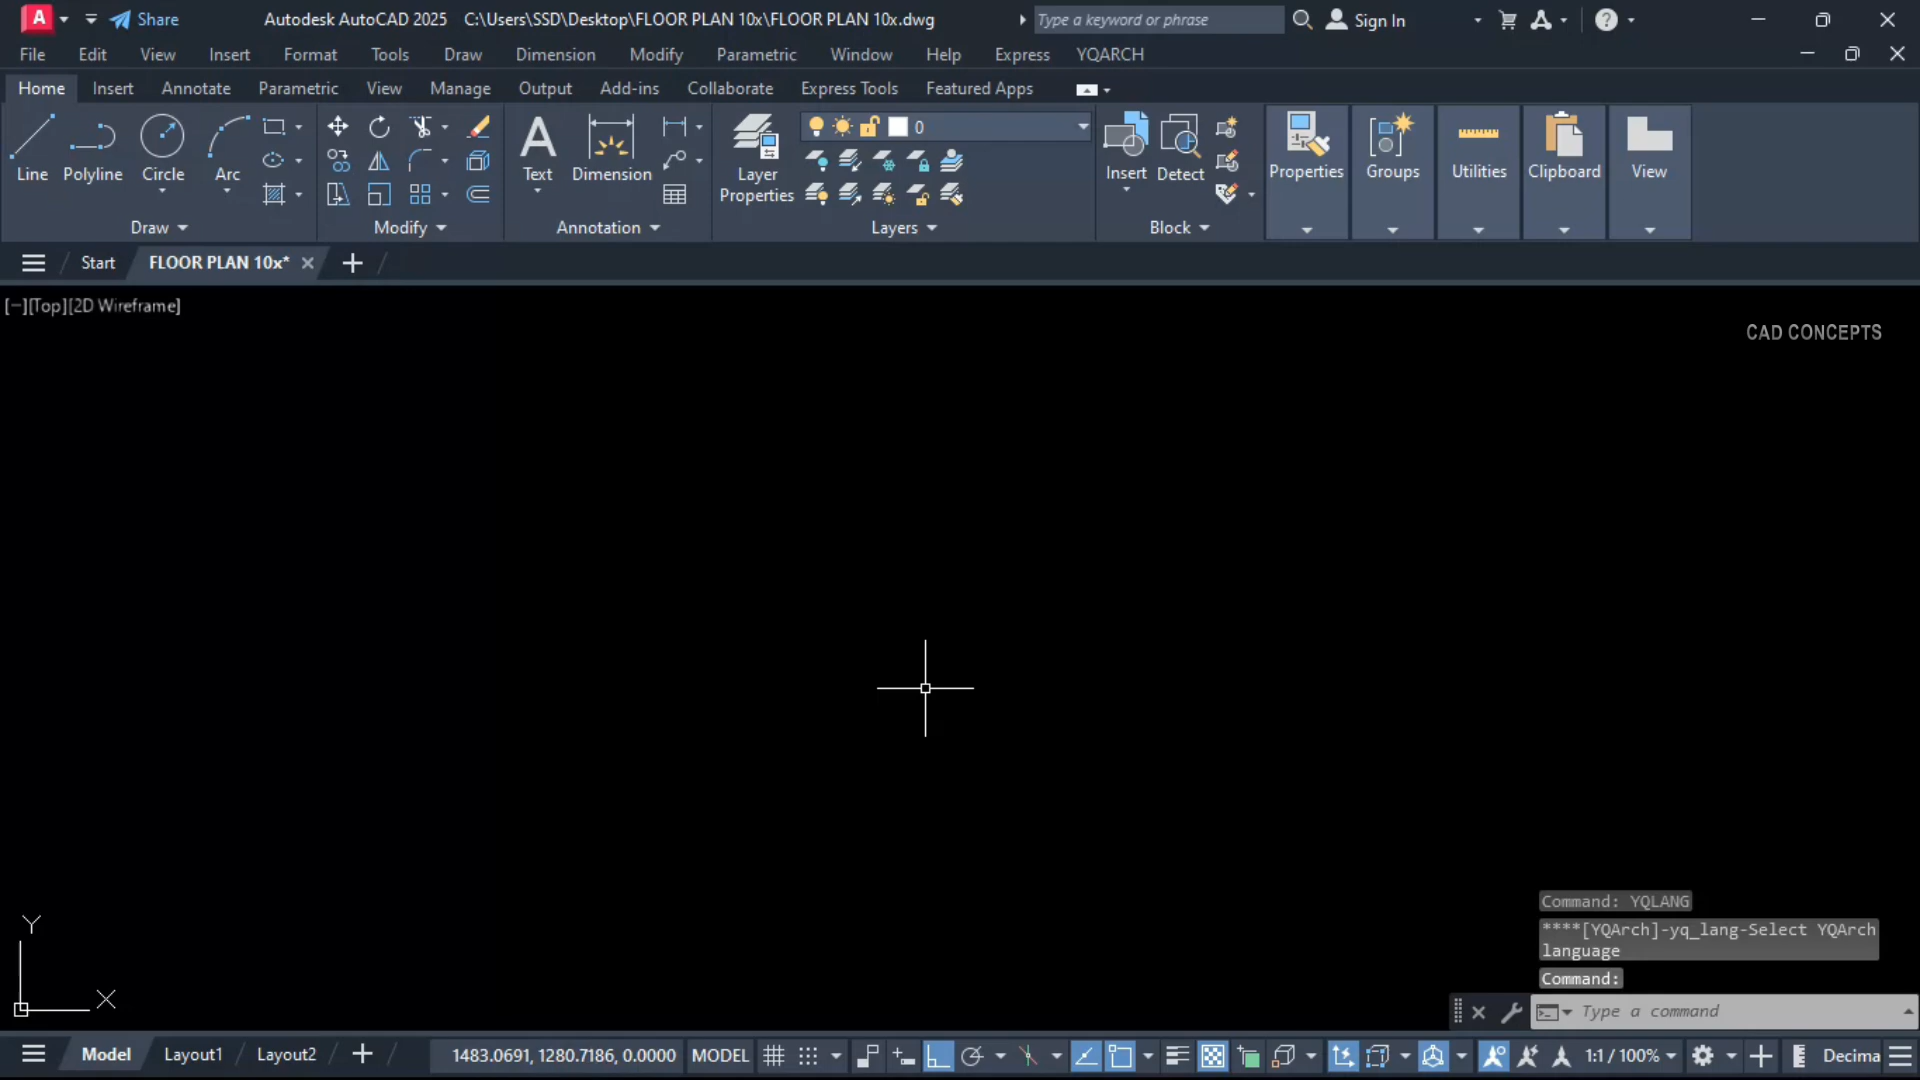 A Share Autodesk AutoCAD 2025 C:\Users\SSD\Desktop\FLOOR PLAN 10x\FLOOR PLAN 10x.dwg Type a keyword or phrase Sign In
File Edit View Insert Format Tools Draw Dimension Modify Parametric Window Help Express YQARCH
Home Insert Annotate Parametric View Manage Output Add-ins Collaborate Express Tools Featured Apps
0
Line Polyline Circle Arc Text Dimension Layer Properties Insert Detect Properties Groups Utilities Clipboard View
Draw Modify Annotation Layers Block
Start FLOOR PLAN 10x*
[−][Top][2D Wireframe]
CAD CONCEPTS
Command: YQLANG
****[YQArch]-yq_lang-Select YQArch
language
Command:
Y
X
Type a command
Model Layout1 Layout2 1483.0691, 1280.7186, 0.0000 MODEL 1:1 / 100% Decima